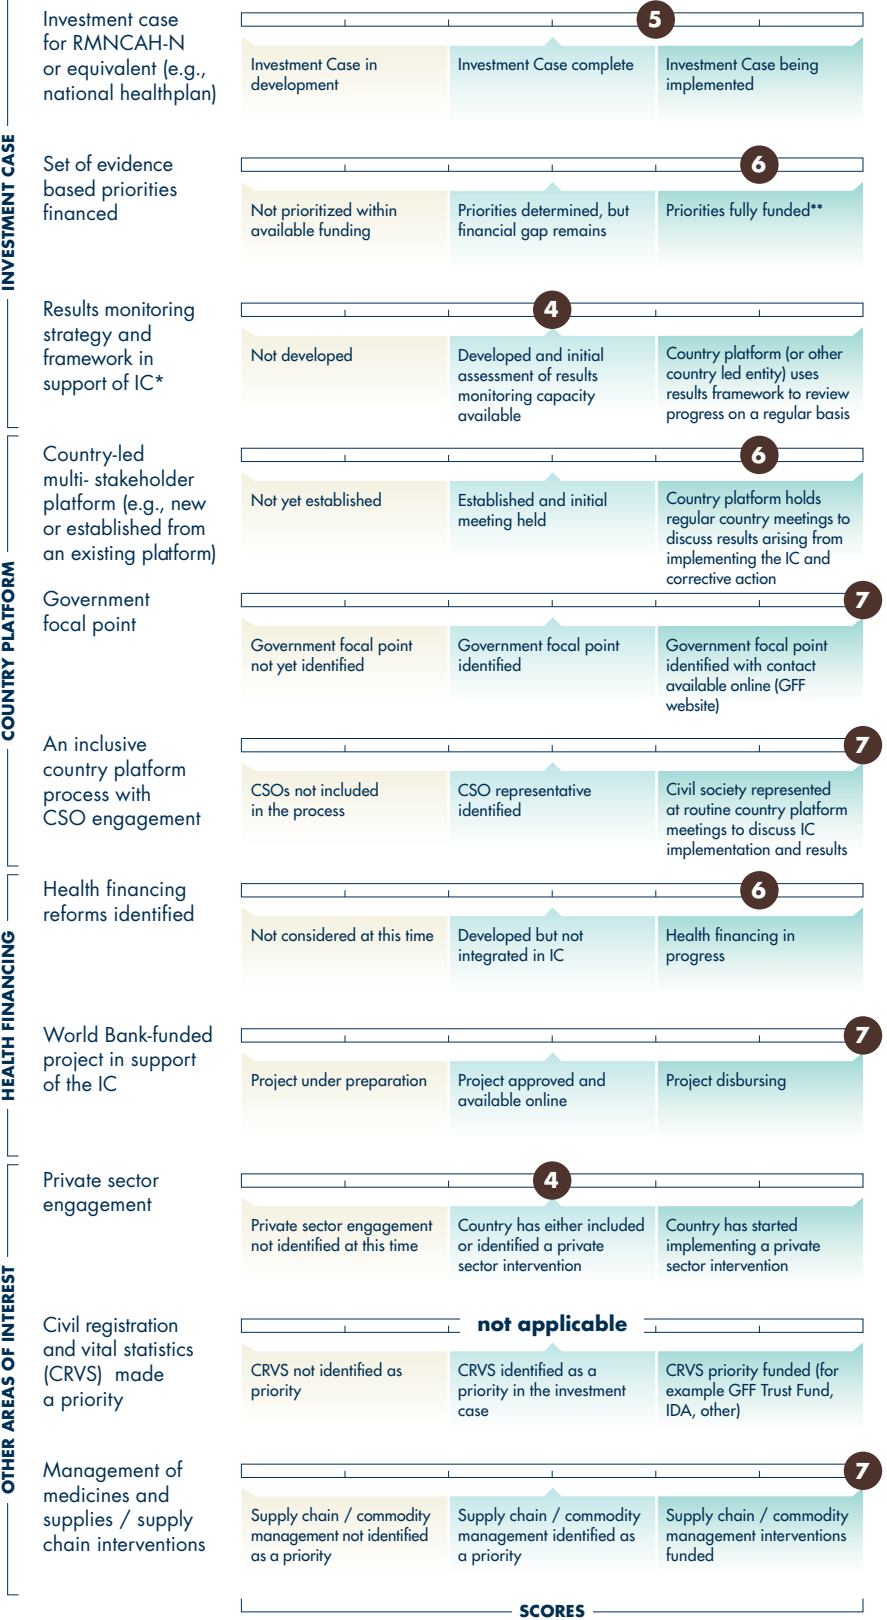 INVESTMENT CASE
Investment case
for RMNCAH-N
or equivalent (e.g.,
national healthplan)
5
Investment Case in
development
Investment Case complete
Investment Case being
implemented
Set of evidence
based priorities
financed
6
Not prioritized within
available funding
Priorities determined, but
financial gap remains
Priorities fully funded**
Results monitoring
strategy and
framework in
support of IC*
4
Not developed
Developed and initial
assessment of results
monitoring capacity
available
Country platform (or other
country led entity) uses
results framework to review
progress on a regular basis
COUNTRY PLATFORM
Country-led
multi- stakeholder
platform (e.g., new
or established from
an existing platform)
6
Not yet established
Established and initial
meeting held
Country platform holds
regular country meetings to
discuss results arising from
implementing the IC and
corrective action
Government
focal point
7
Government focal point
not yet identified
Government focal point
identified
Government focal point
identified with contact
available online (GFF
website)
An inclusive
country platform
process with
CSO engagement
7
CSOs not included
in the process
CSO representative
identified
Civil society represented
at routine country platform
meetings to discuss IC
implementation and results
HEALTH FINANCING
Health financing
reforms identified
6
Not considered at this time
Developed but not
integrated in IC
Health financing in
progress
World Bank-funded
project in support
of the IC
7
Project under preparation
Project approved and
available online
Project disbursing
OTHER AREAS OF INTEREST
Private sector
engagement
4
Private sector engagement
not identified at this time
Country has either included
or identified a private
sector intervention
Country has started
implementing a private
sector intervention
Civil registration
and vital statistics
(CRVS) made
a priority
not applicable
CRVS not identified as
priority
CRVS identified as a
priority in the investment
case
CRVS priority funded (for
example GFF Trust Fund,
IDA, other)
Management of
medicines and
supplies / supply
chain interventions
7
Supply chain / commodity
management not identified
as a priority
Supply chain / commodity
management identified as
a priority
Supply chain / commodity
management interventions
funded
SCORES